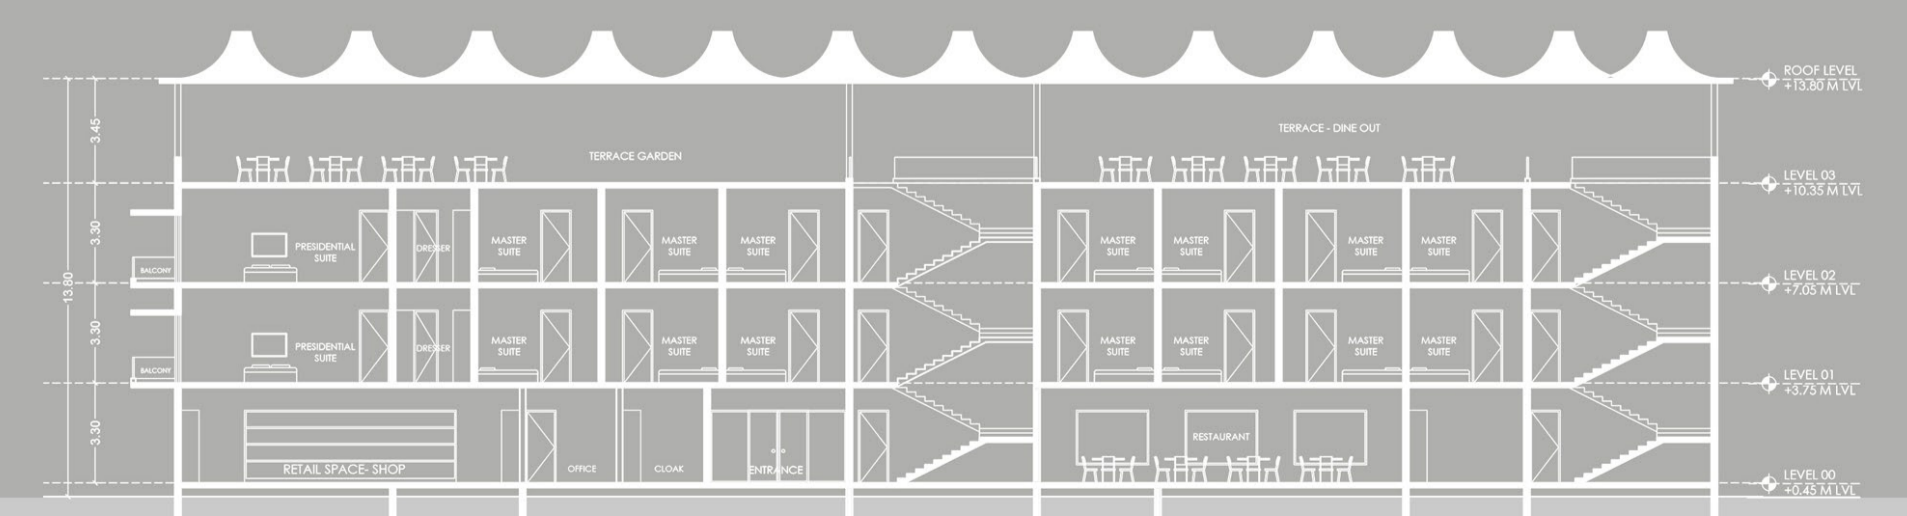 ROOF LEVEL
+13.80 M LVL
3.45
TERRACE GARDEN
TERRACE - DINE OUT
LEVEL 03
+10.35 M LVL
3.30
BALCONY
PRESIDENTIAL
SUITE
DRESSER
MASTER
SUITE
MASTER
SUITE
MASTER
SUITE
MASTER
SUITE
MASTER
SUITE
MASTER
SUITE
MASTER
SUITE
LEVEL 02
+7.05 M LVL
13.80
3.30
BALCONY
PRESIDENTIAL
SUITE
DRESSER
MASTER
SUITE
MASTER
SUITE
MASTER
SUITE
MASTER
SUITE
MASTER
SUITE
MASTER
SUITE
MASTER
SUITE
LEVEL 01
+3.75 M LVL
3.30
RETAIL SPACE- SHOP
OFFICE
CLOAK
ENTRANCE
RESTAURANT
LEVEL 00
+0.45 M LVL